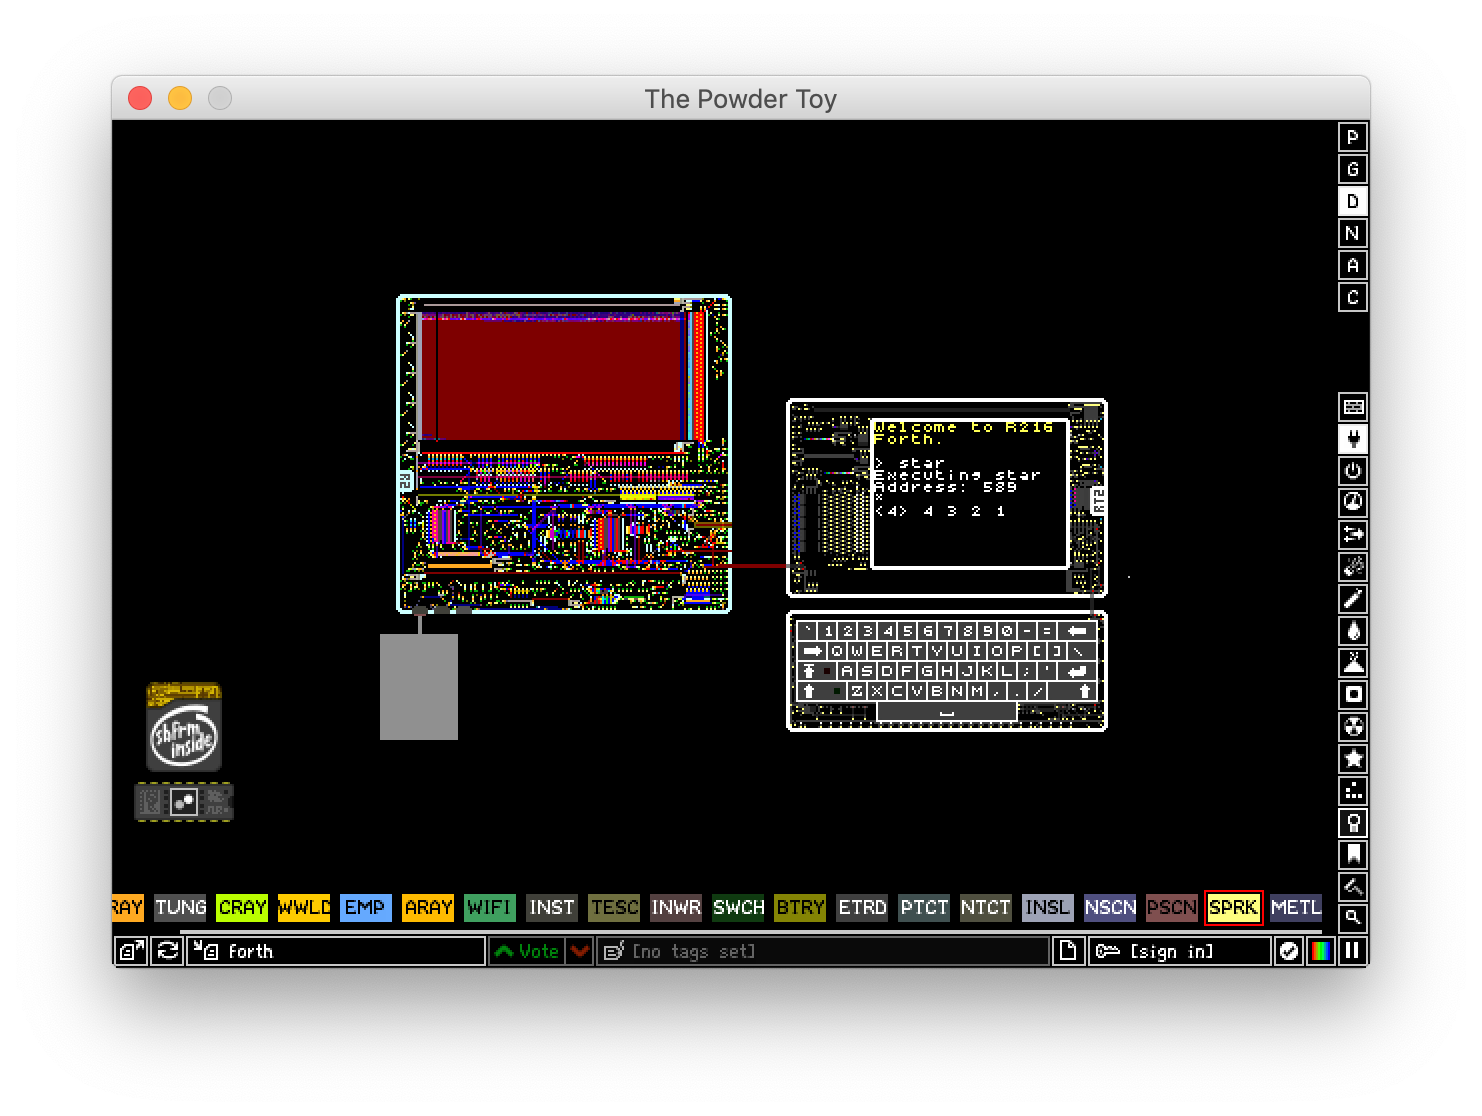 The Powder Toy
P
G
D
N
A
C
R2
Welcome to R216
Forth.
> star
Executing star
Address: 589
*
<4> 4 3 2 1
RT2
` 1 2 3 4 5 6 7 8 9 0 - =
Q W E R T Y U I O P [ ] \
A S D F G H J K L ; '
Z X C V B N M , . /
sbfrm
inside
RAY TUNG CRAY WWLD EMP ARAY WIFI INST TESC INWR SWCH BTRY ETRD PTCT NTCT INSL NSCN PSCN SPRK METL
forth Vote [no tags set] [sign in]